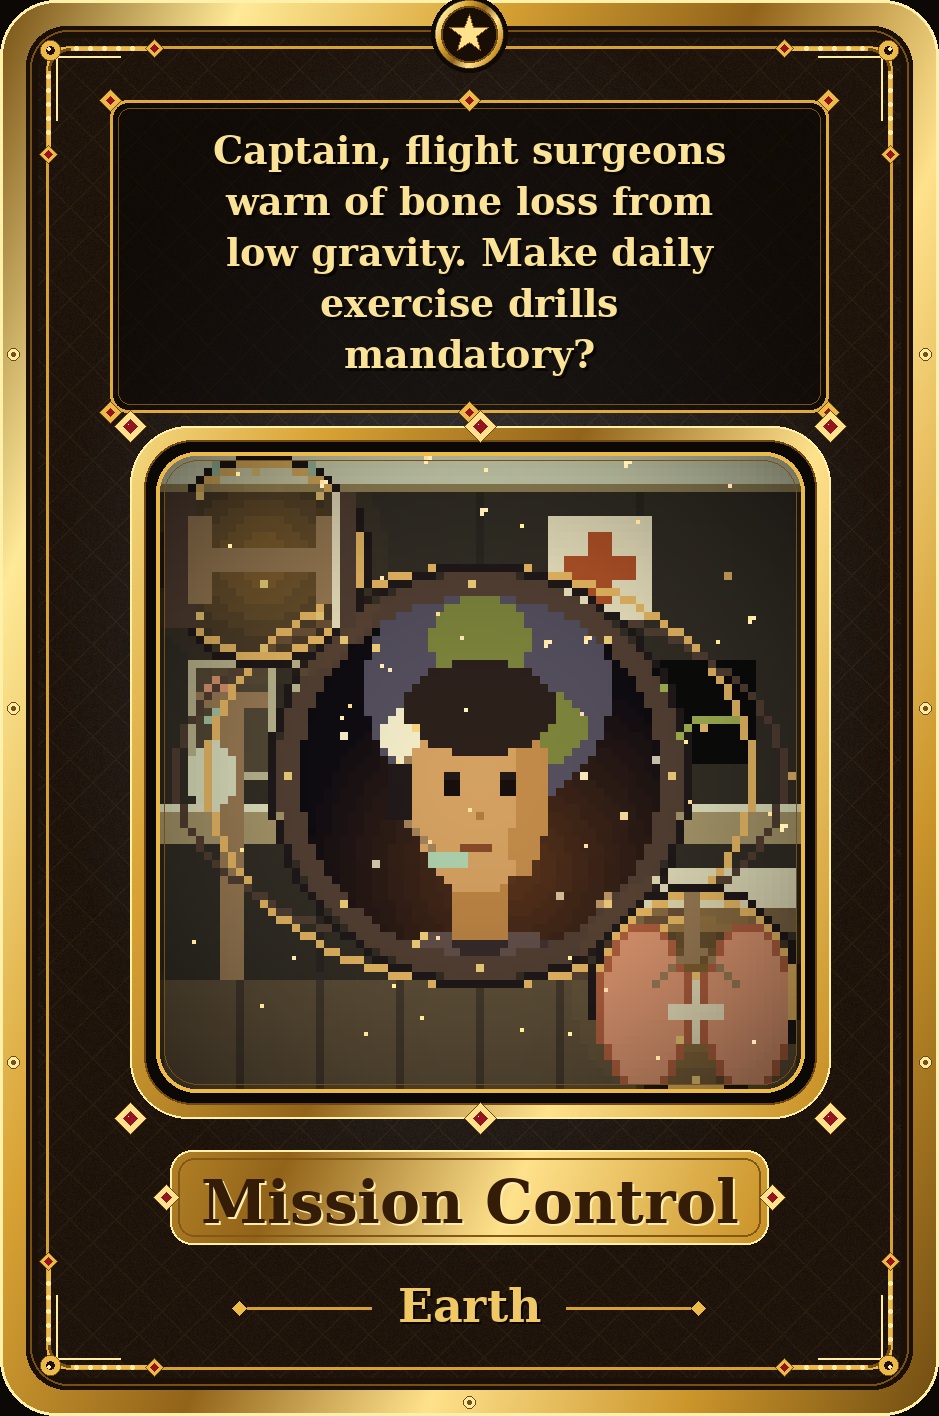 Captain, flight surgeons
warn of bone loss from
low gravity. Make daily
exercise drills
mandatory?
Mission Control
Earth